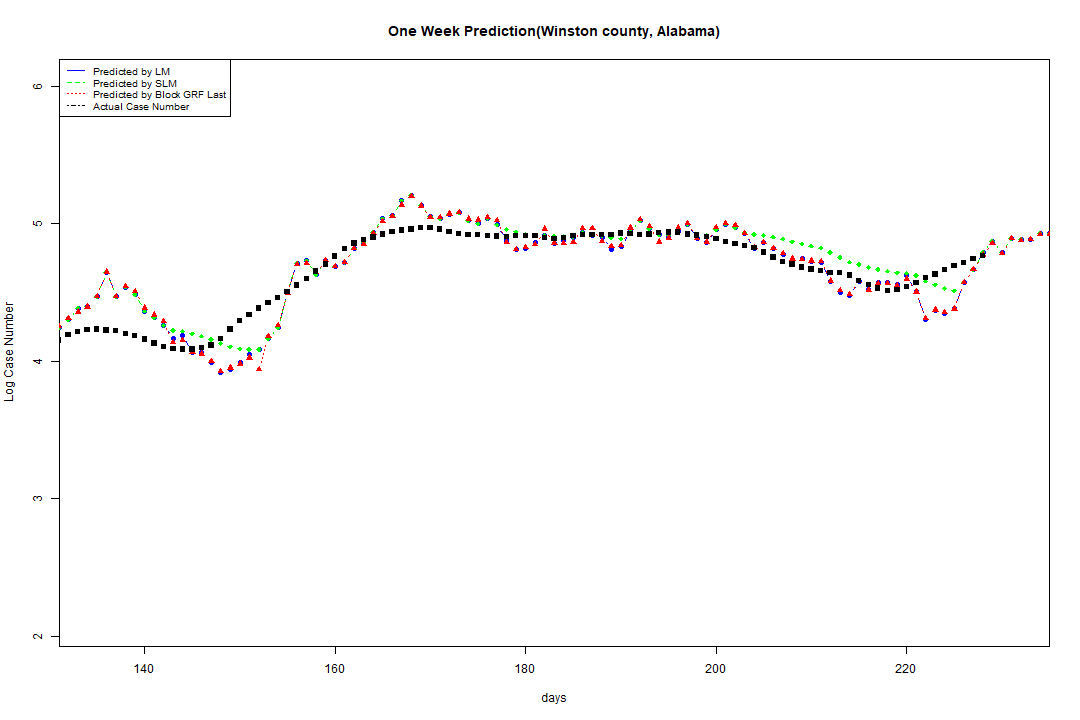 One Week Prediction(Winston county, Alabama)
Predicted by LM
Predicted by SLM
Predicted by Block GRF Last
Actual Case Number
6
5
4
3
2
Log Case Number
140 160 180 200 220
days